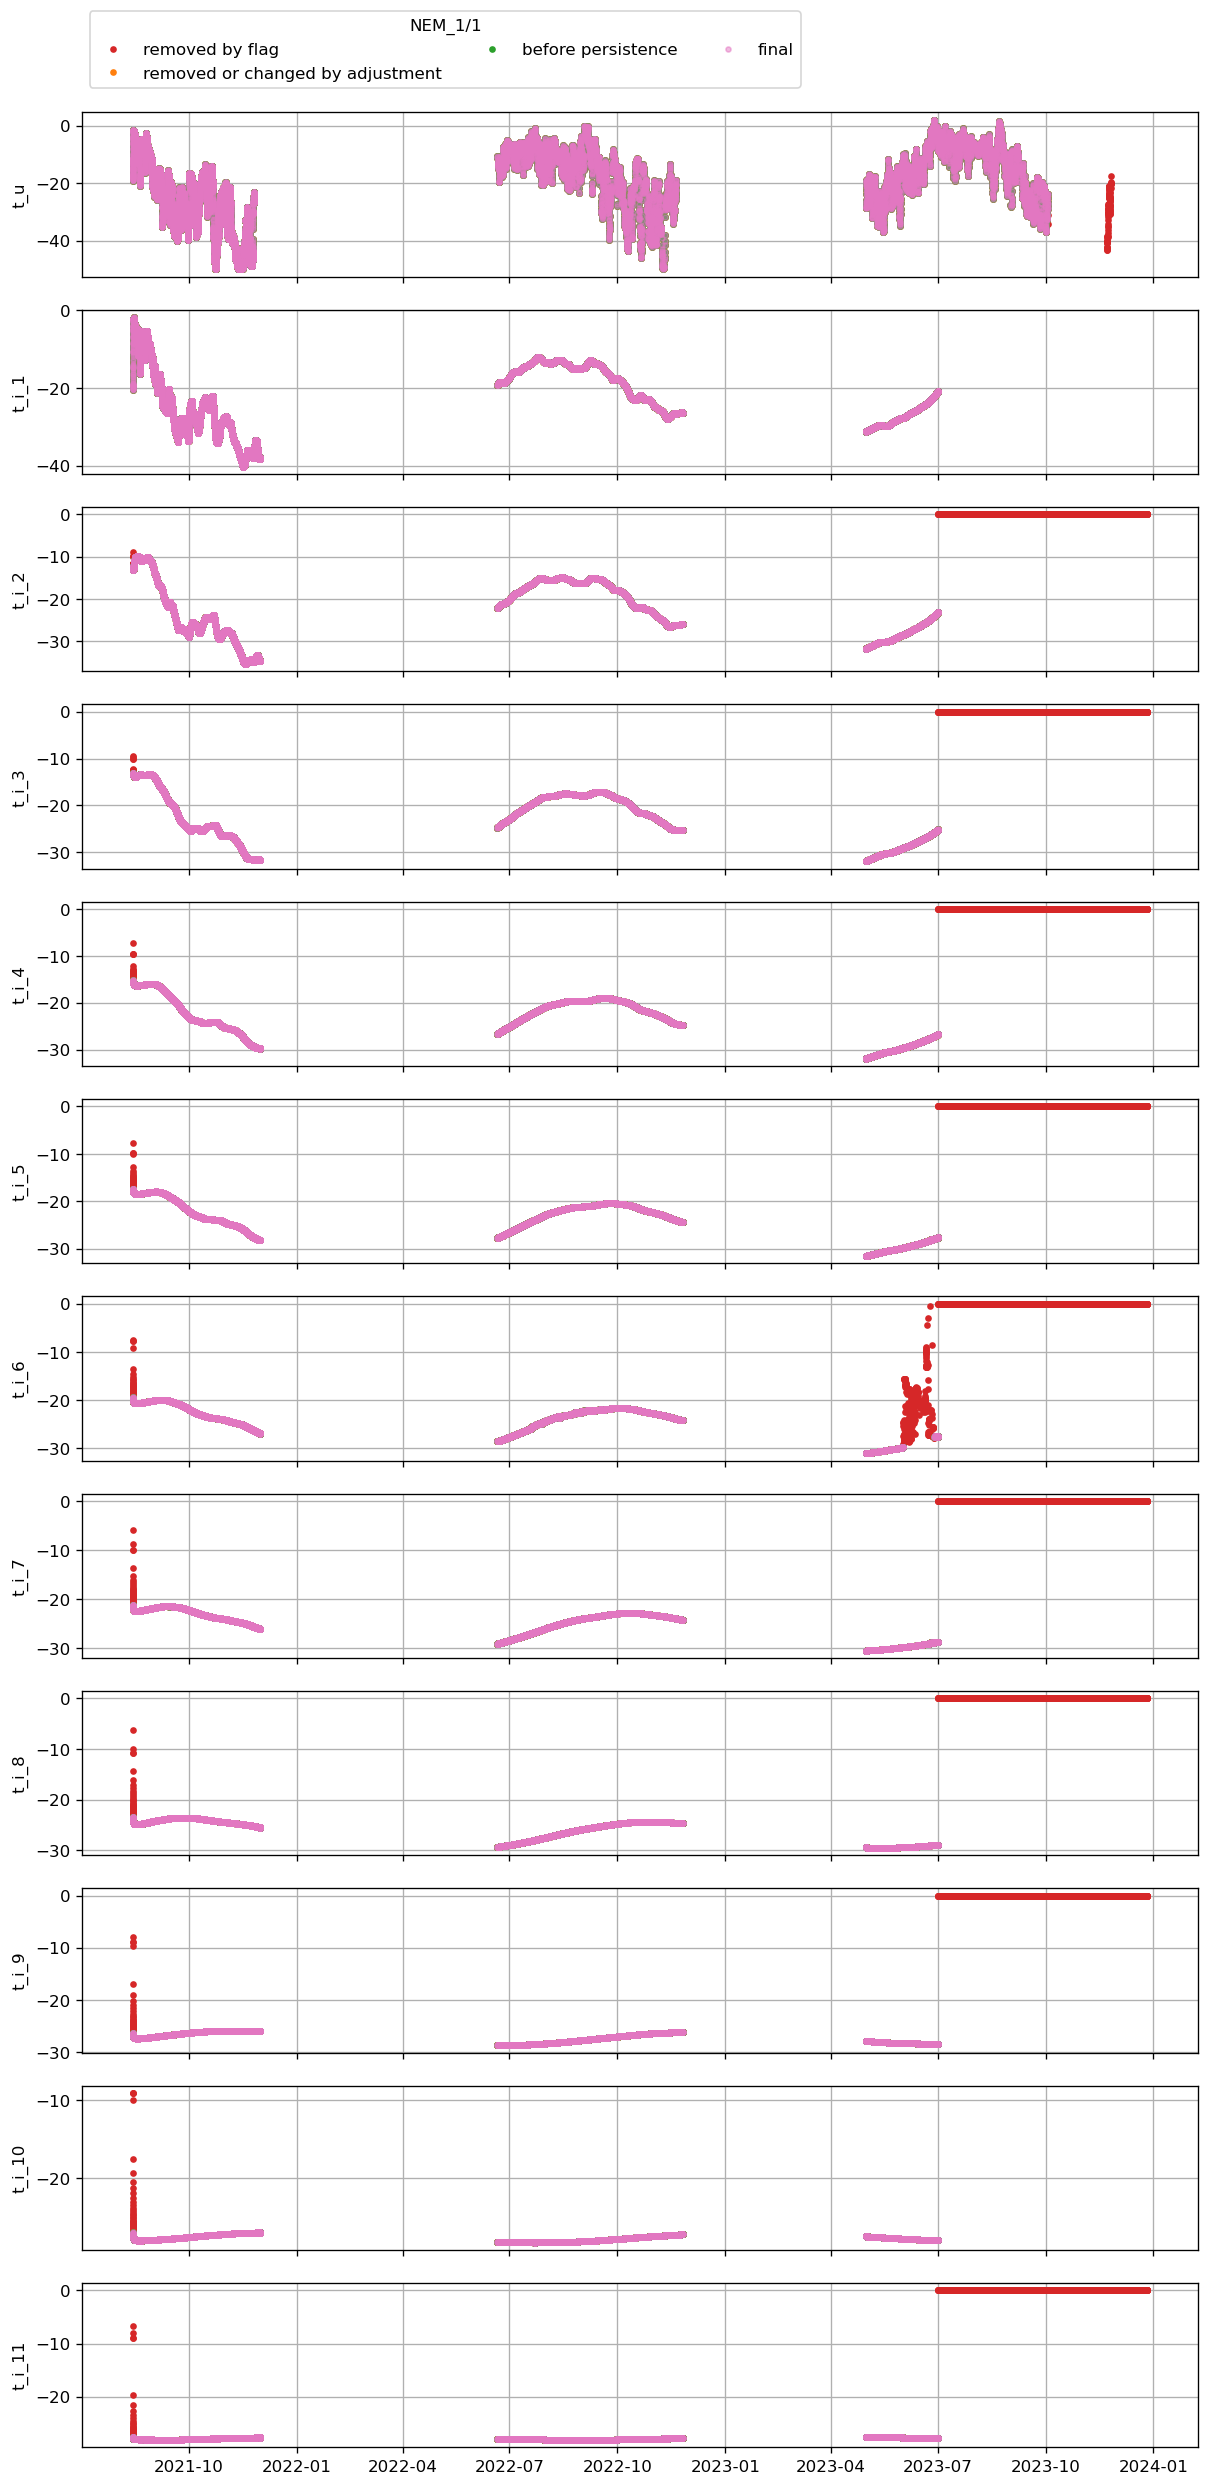 NEM_1/1
removed by flag
before persistence
final
removed or changed by adjustment
0
−20
−40
t_u
0
−20
−40
t_i_1
0
−10
−20
−30
t_i_2
0
−10
−20
−30
t_i_3
0
−10
−20
−30
t_i_4
0
−10
−20
−30
t_i_5
0
−10
−20
−30
t_i_6
0
−10
−20
−30
t_i_7
0
−10
−20
−30
t_i_8
0
−10
−20
−30
t_i_9
−10
−20
t_i_10
0
−10
−20
t_i_11
2021-10 2022-01 2022-04 2022-07 2022-10 2023-01 2023-04 2023-07 2023-10 2024-01